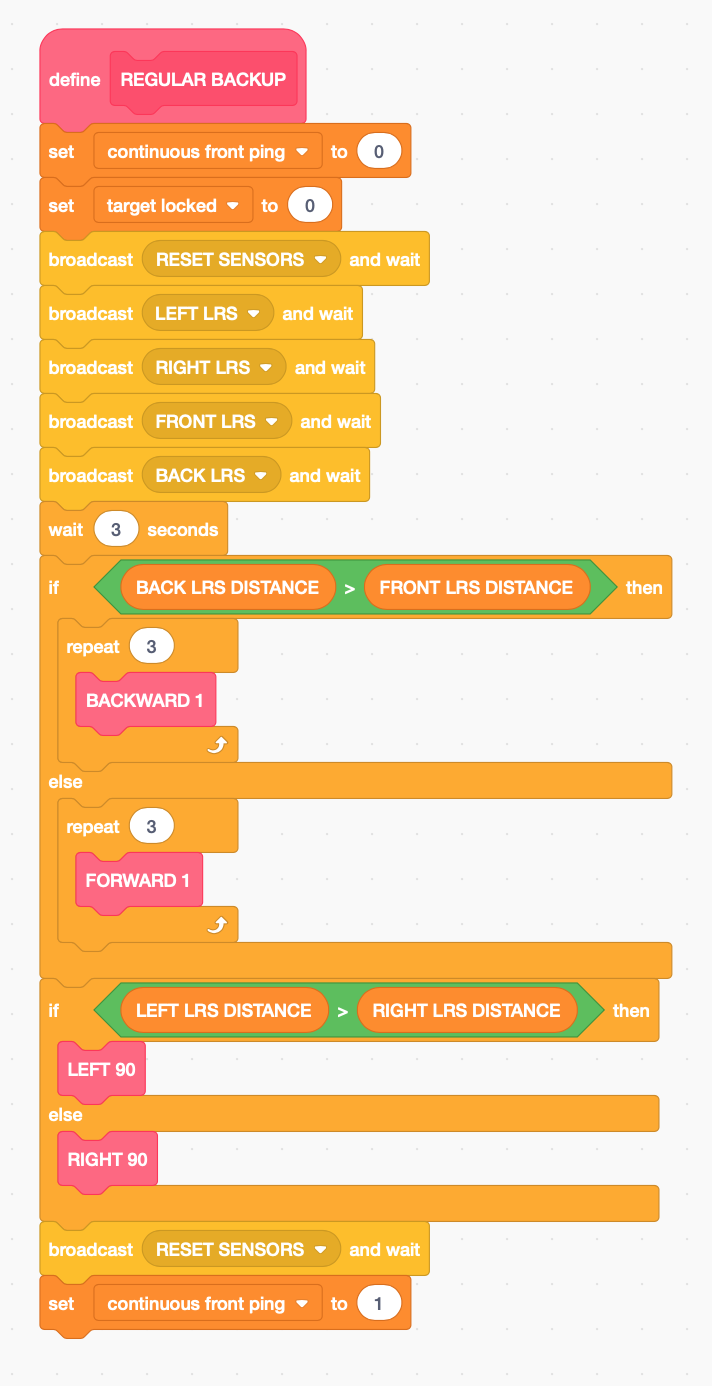 define REGULAR BACKUP
set continuous front ping to 0
set target locked to 0
broadcast RESET SENSORS and wait
broadcast LEFT LRS and wait
broadcast RIGHT LRS and wait
broadcast FRONT LRS and wait
broadcast BACK LRS and wait
wait 3 seconds
if BACK LRS DISTANCE > FRONT LRS DISTANCE then
repeat 3
BACKWARD 1
else
repeat 3
FORWARD 1
if LEFT LRS DISTANCE > RIGHT LRS DISTANCE then
LEFT 90
else
RIGHT 90
broadcast RESET SENSORS and wait
set continuous front ping to 1